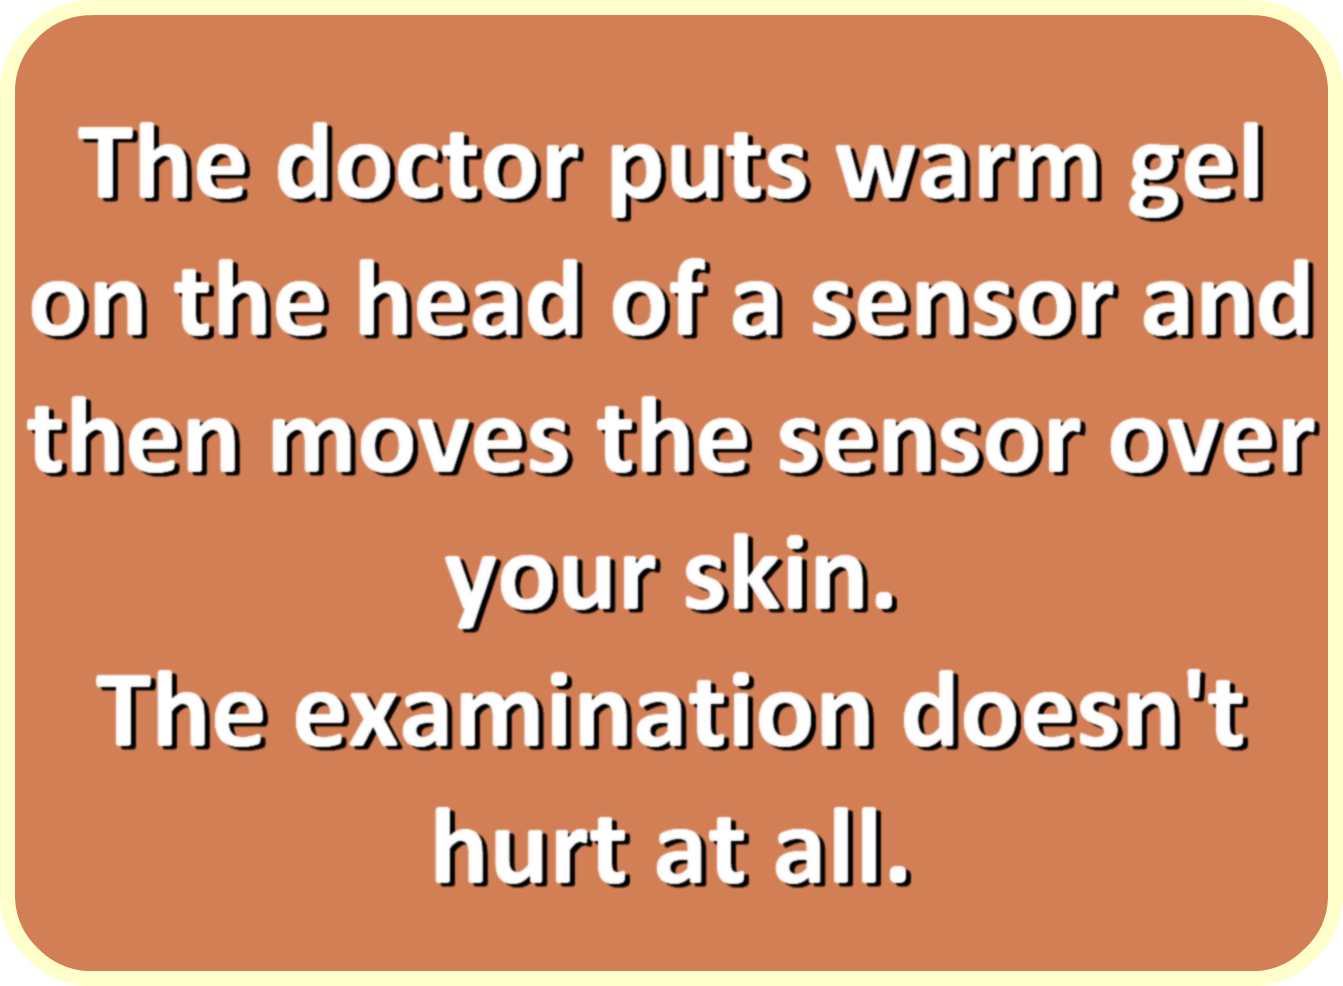 The doctor puts warm gel
on the head of a sensor and
then moves the sensor over
your skin.
The examination doesn't
hurt at all.